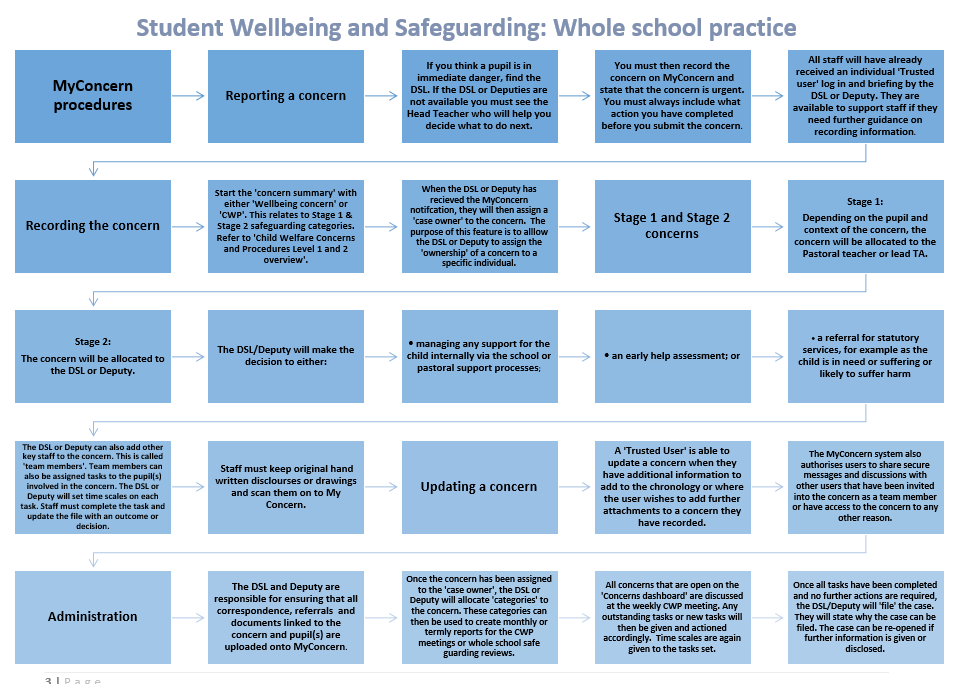 Student Wellbeing and Safeguarding: Whole school practice
MyConcern
procedures
Reporting a concern
If you think a pupil is in
immediate danger, find the
DSL. If the DSL or Deputies are
not available you must see the
Head Teacher who will help you
decide what to do next.
You must then record the
concern on MyConcern and
state that the concern is urgent.
You must always include what
action you have completed
before you submit the concern.
All staff will have already
received an individual 'Trusted
user' log in and briefing by the
DSL or Deputy. They are
available to support staff if they
need further guidance on
recording information.
Recording the concern
Start the 'concern summary' with
either 'Wellbeing concern' or
'CWP'. This relates to Stage 1 &
Stage 2 safeguarding categories.
Refer to 'Child Welfare Concerns
and Procedures Level 1 and 2
overview'.
When the DSL or Deputy has
recieved the MyConcern
notifcation, they will then assign a
'case owner' to the concern. The
purpose of this feature is to alllow
the DSL or Deputy to assign the
'ownership' of a concern to a
specific individual.
Stage 1 and Stage 2
concerns
Stage 1:
Depending on the pupil and
context of the concern, the
concern will be allocated to the
Pastoral teacher or lead TA.
Stage 2:
The concern will be allocated to
the DSL or Deputy.
The DSL/Deputy will make the
decision to either:
• managing any support for the
child internally via the school or
pastoral support processes;
• an early help assessment; or
• a referral for statutory
services, for example as the
child is in need or suffering or
likely to suffer harm
The DSL or Deputy can also add other
key staff to the concern. This is called
'team members'. Team members can
also be assigned tasks to the pupil(s)
involved in the concern. The DSL or
Deputy will set time scales on each
task. Staff must complete the task and
update the file with an outcome or
decision.
Staff must keep original hand
written disclourses or drawings
and scan them on to My
Concern.
Updating a concern
A 'Trusted User' is able to
update a concern when they
have additional information to
add to the chronology or where
the user wishes to add further
attachments to a concern they
have recorded.
The MyConcern system also
authorises users to share secure
messages and discussions with
other users that have been invited
into the concern as a team member
or have access to the concern to any
other reason.
Administration
The DSL and Deputy are
responsible for ensuring that all
correspondence, referrals and
documents linked to the
concern and pupil(s) are
uploaded onto MyConcern.
Once the concern has been assigned
to the 'case owner', the DSL or
Deputy will allocate 'categories' to
the concern. These categories can
then be used to create monthly or
termly reports for the CWP
meetings or whole school safe
guarding reviews.
All concerns that are open on the
'Concerns dashboard' are discussed
at the weekly CWP meeting. Any
outstanding tasks or new tasks will
then be given and actioned
accordingly. Time scales are again
given to the tasks set.
Once all tasks have been completed
and no further actions are required,
the DSL/Deputy will 'file' the case.
They will state why the case can be
filed. The case can be re-opened if
further information is given or
disclosed.
3 | Page